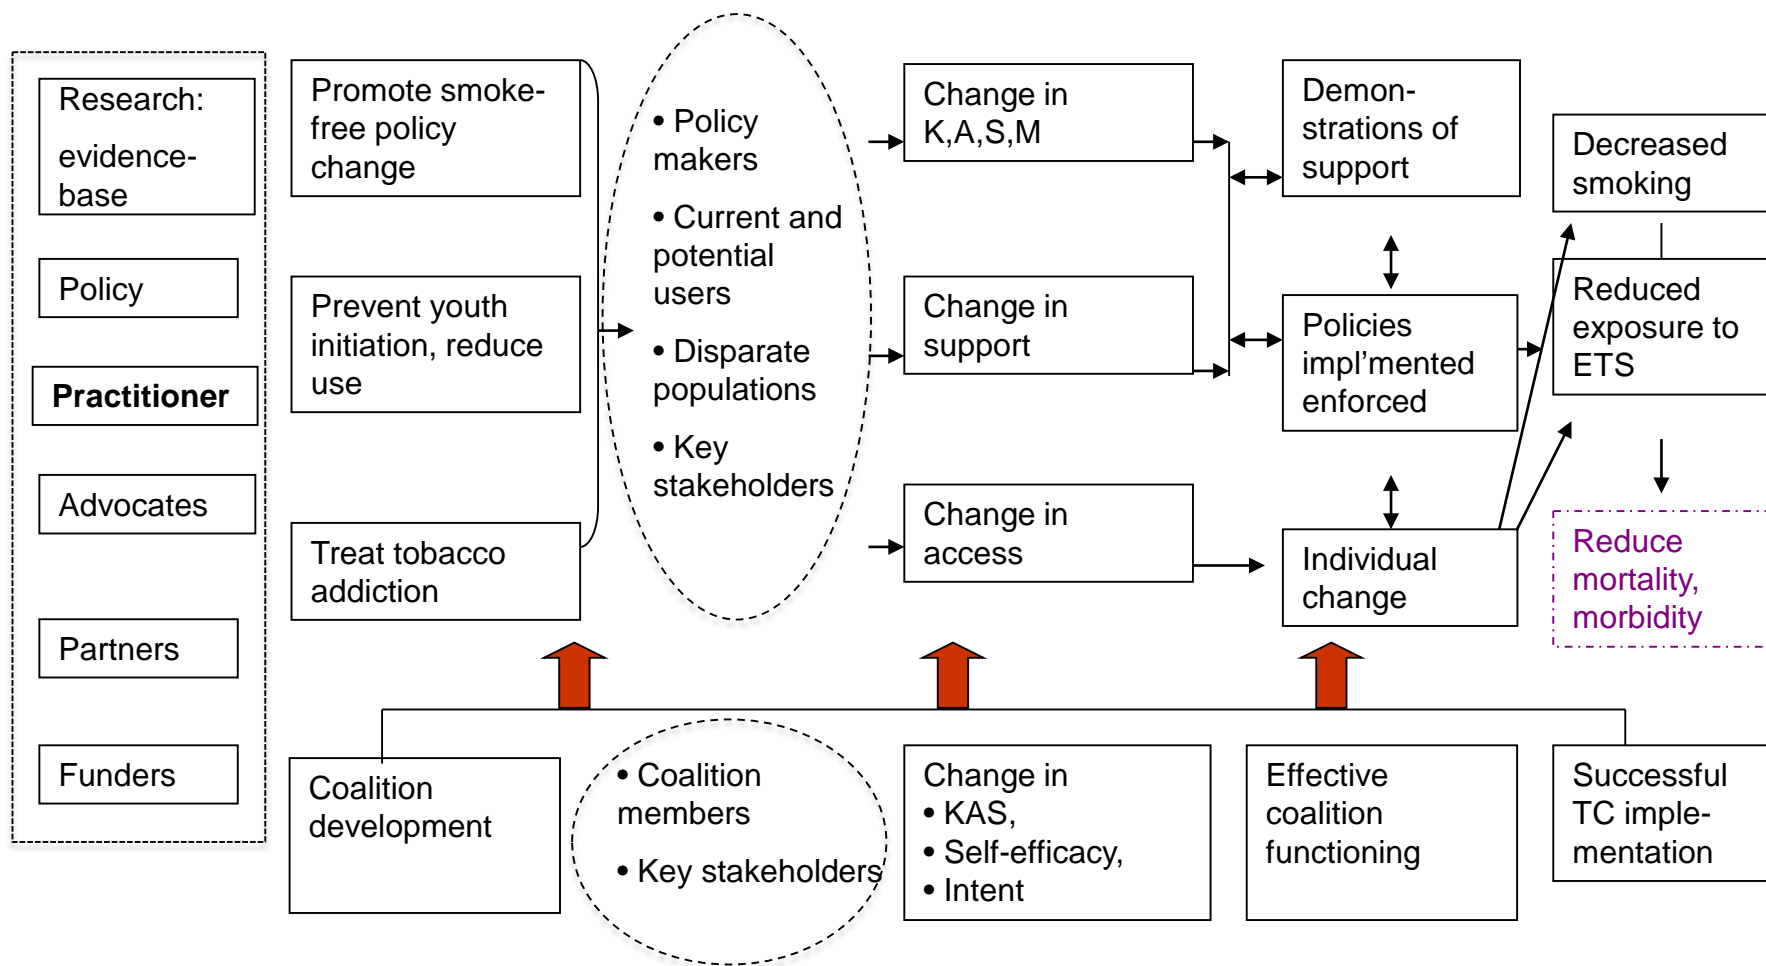 Research:
evidence-
base
Policy
Practitioner
Advocates
Partners
Funders
Promote smoke-
free policy
change
Prevent youth
initiation, reduce
use
Treat tobacco
addiction
• Policy
makers
• Current and
potential
users
• Disparate
populations
• Key
stakeholders
Change in
K,A,S,M
Change in
support
Change in
access
Demon-
strations of
support
Policies
impl'mented
enforced
Individual
change
Decreased
smoking
Reduced
exposure to
ETS
Reduce
mortality,
morbidity
Coalition
development
• Coalition
members
• Key stakeholders
Change in
• KAS,
• Self-efficacy,
• Intent
Effective
coalition
functioning
Successful
TC imple-
mentation